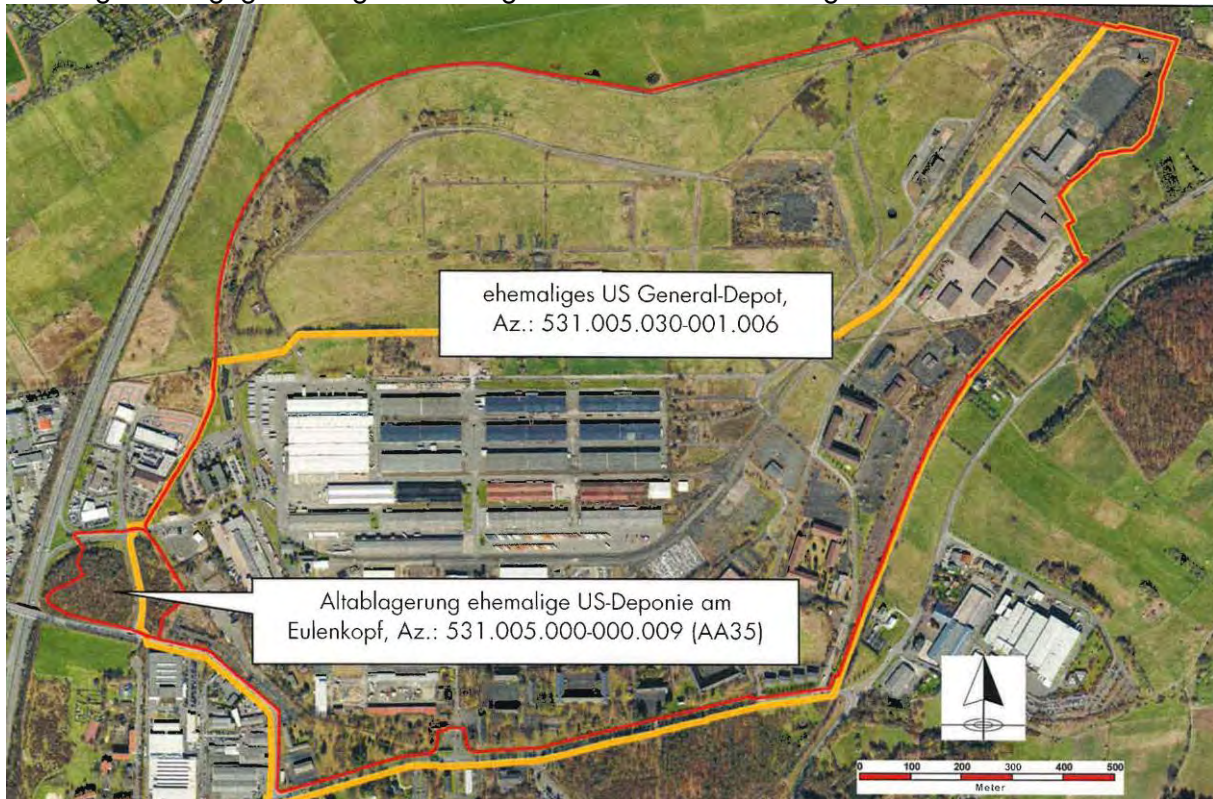 ehemaliges US General-Depot,
Az.: 531.005.030-001.006
Altablagerung ehemalige US-Deponie am
Eulenkopf, Az.: 531.005.000-000.009 (AA35)
0 100 200 300 400 500
Meter